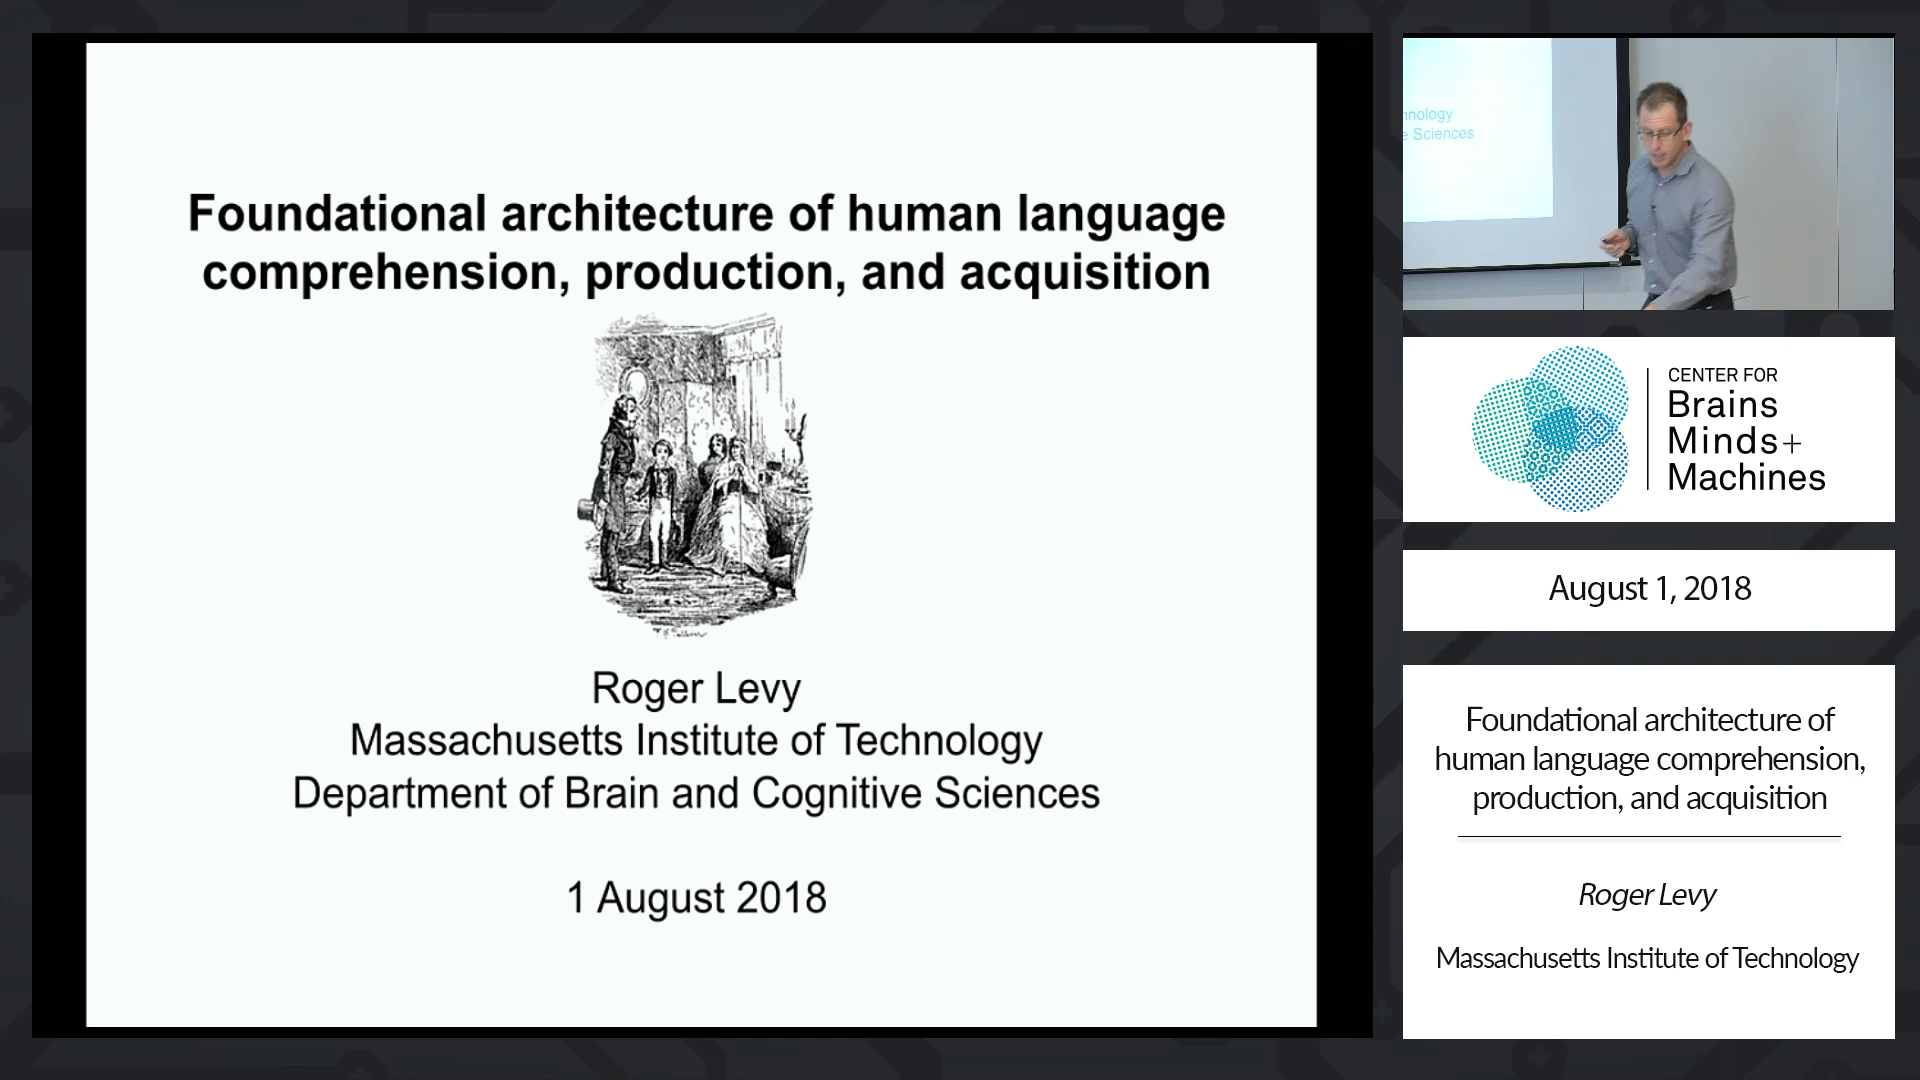 Foundational architecture of human language
comprehension, production, and acquisition
Roger Levy
Massachusetts Institute of Technology
Department of Brain and Cognitive Sciences
1 August 2018
nology
e Sciences
CENTER FOR
Brains
Minds+
Machines
August 1, 2018
Foundational architecture of
human language comprehension,
production, and acquisition
Roger Levy
Massachusetts Institute of Technology